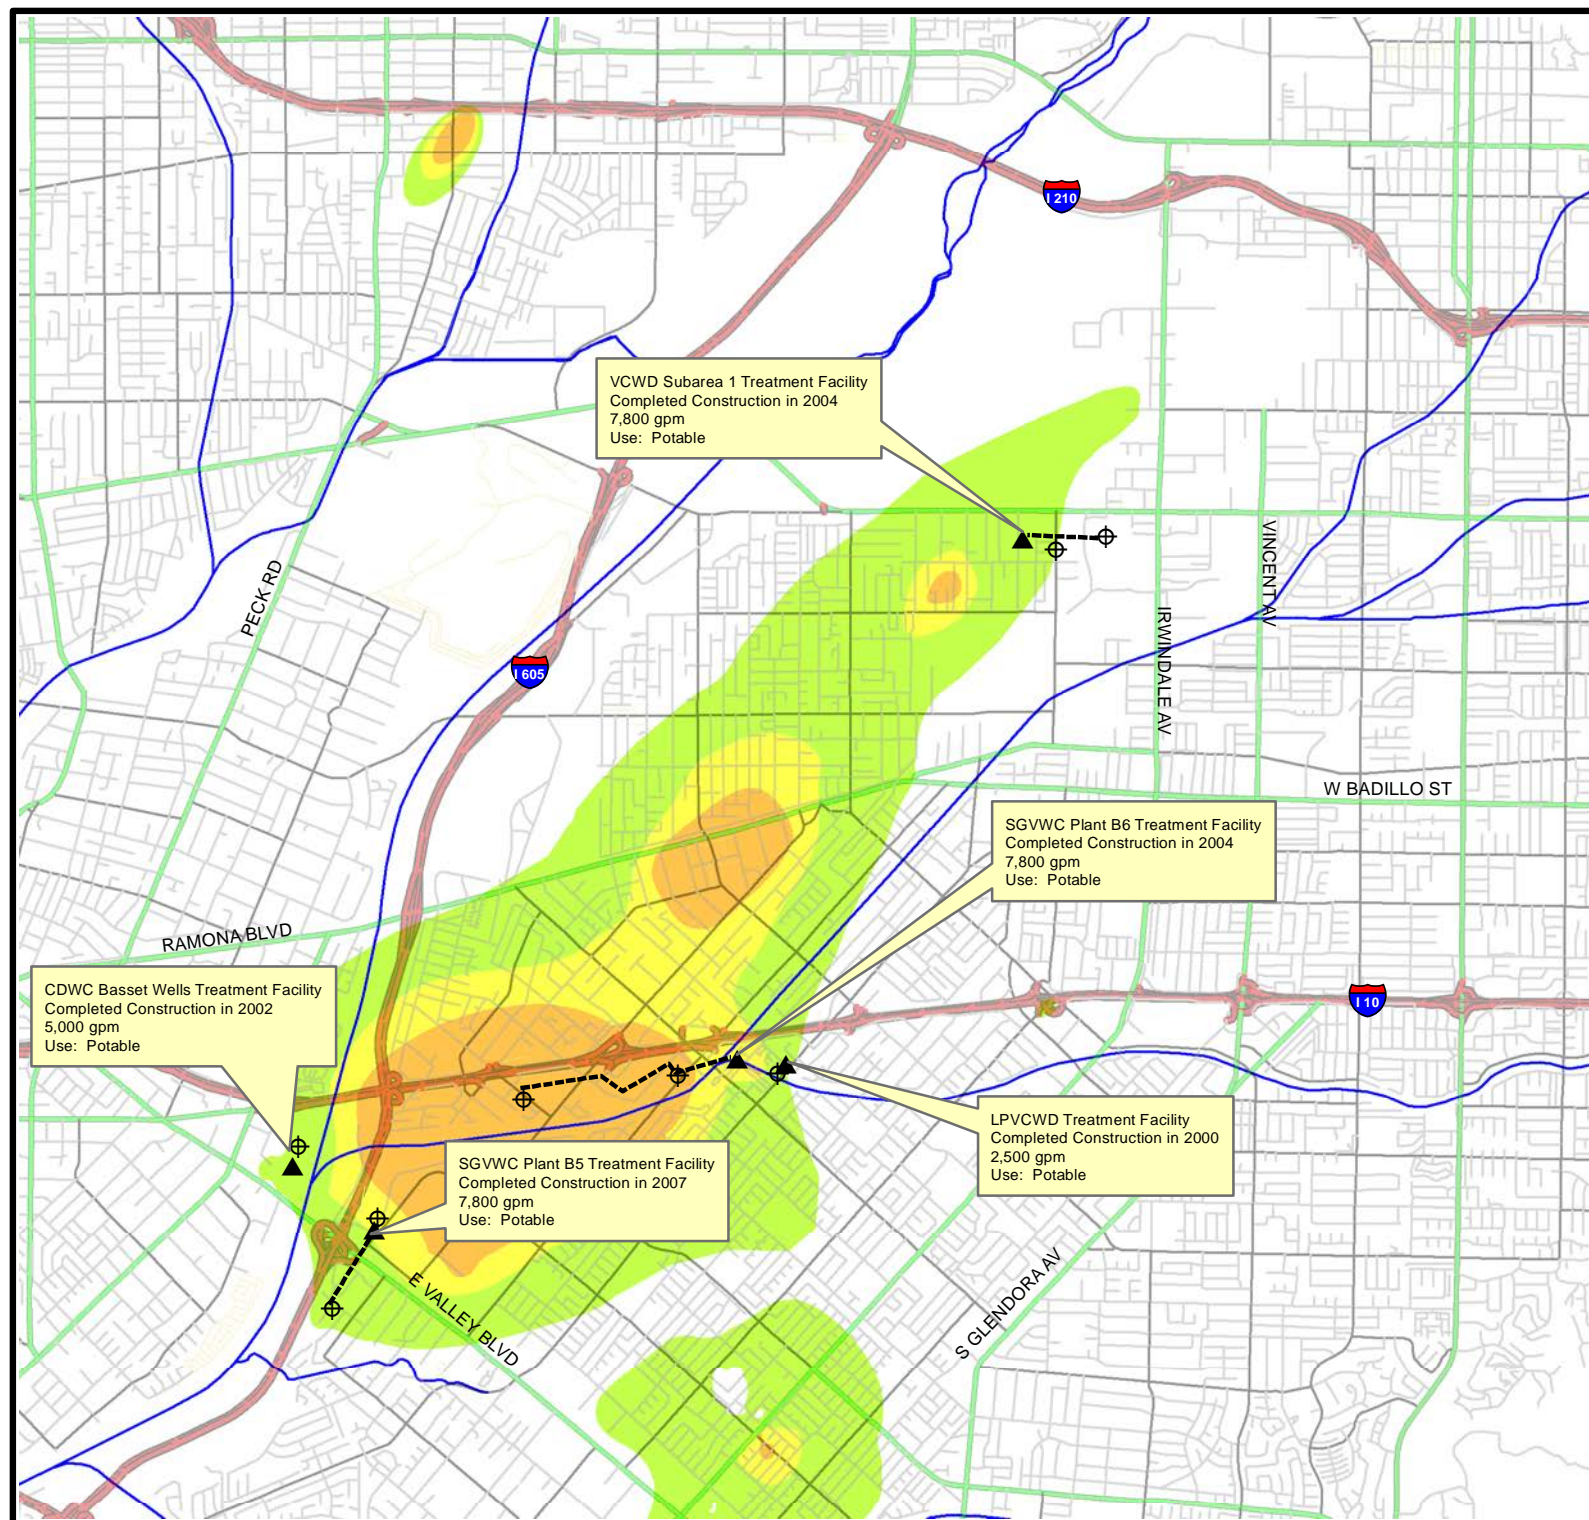 I 210
VCWD Subarea 1 Treatment Facility
Completed Construction in 2004
7,800 gpm
Use:  Potable
VINCENT AV
PECK RD
IRWINDALE AV
I 605
W BADILLO ST
SGVWC Plant B6 Treatment Facility
Completed Construction in 2004
7,800 gpm
Use:  Potable
RAMONA BLVD
CDWC Basset Wells Treatment Facility
Completed Construction in 2002
5,000 gpm
Use:  Potable
I 10
LPVCWD Treatment Facility
Completed Construction in 2000
2,500 gpm
Use:  Potable
SGVWC Plant B5 Treatment Facility
Completed Construction in 2007
7,800 gpm
Use:  Potable
E VALLEY BLVD
S GLENDORA AV